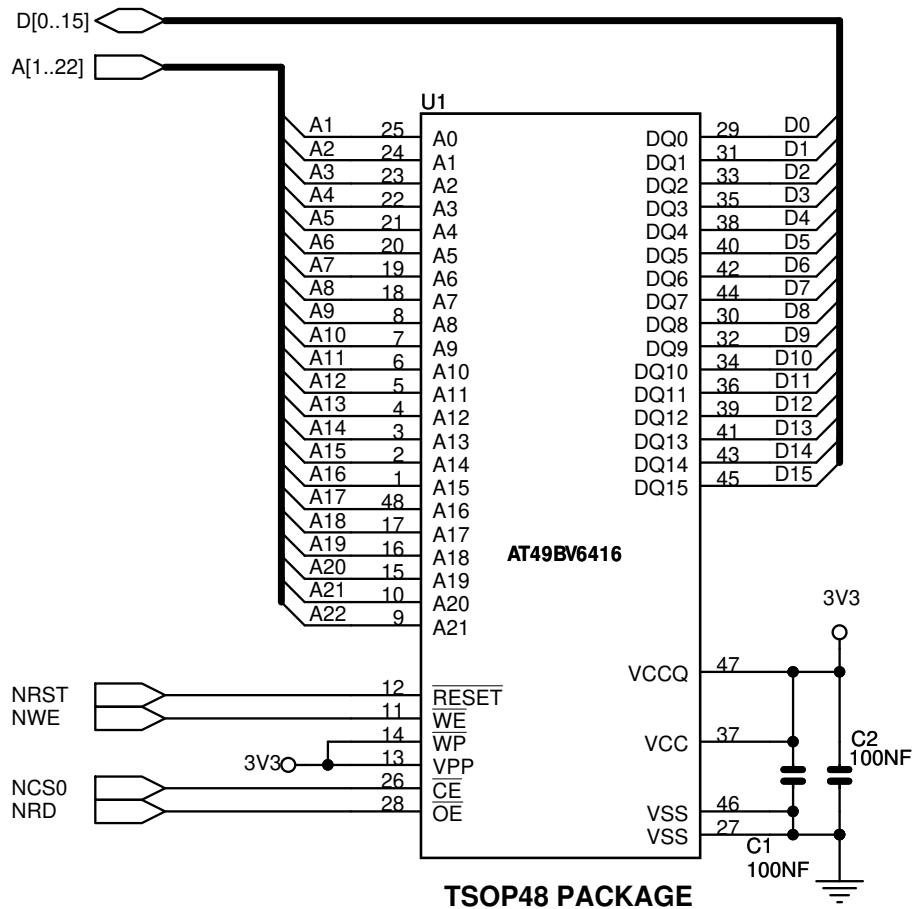 D[0..15]
A[1..22]
U1
A1 25 A0 DQ0 29 D0
A2 24 A1 DQ1 31 D1
A3 23 A2 DQ2 33 D2
A4 22 A3 DQ3 35 D3
A5 21 A4 DQ4 38 D4
A6 20 A5 DQ5 40 D5
A7 19 A6 DQ6 42 D6
A8 18 A7 DQ7 44 D7
A9 8 A8 DQ8 30 D8
A10 7 A9 DQ9 32 D9
A11 6 A10 DQ10 34 D10
A12 5 A11 DQ11 36 D11
A13 4 A12 DQ12 39 D12
A14 3 A13 DQ13 41 D13
A15 2 A14 DQ14 43 D14
A16 1 A15 DQ15 45 D15
A17 48 A16
A18 17 A17
A19 16 A18
AT49BV6416
A20 15 A19
A21 10 A20
A22 9 A21
3V3
VCCQ 47
NRST 12 RESET
NWE 11 WE
14 WP VCC 37
3V3 13 VPP
C2
100NF
NCS0 26 CE
NRD 28 OE VSS 46
VSS 27
C1
100NF
TSOP48 PACKAGE